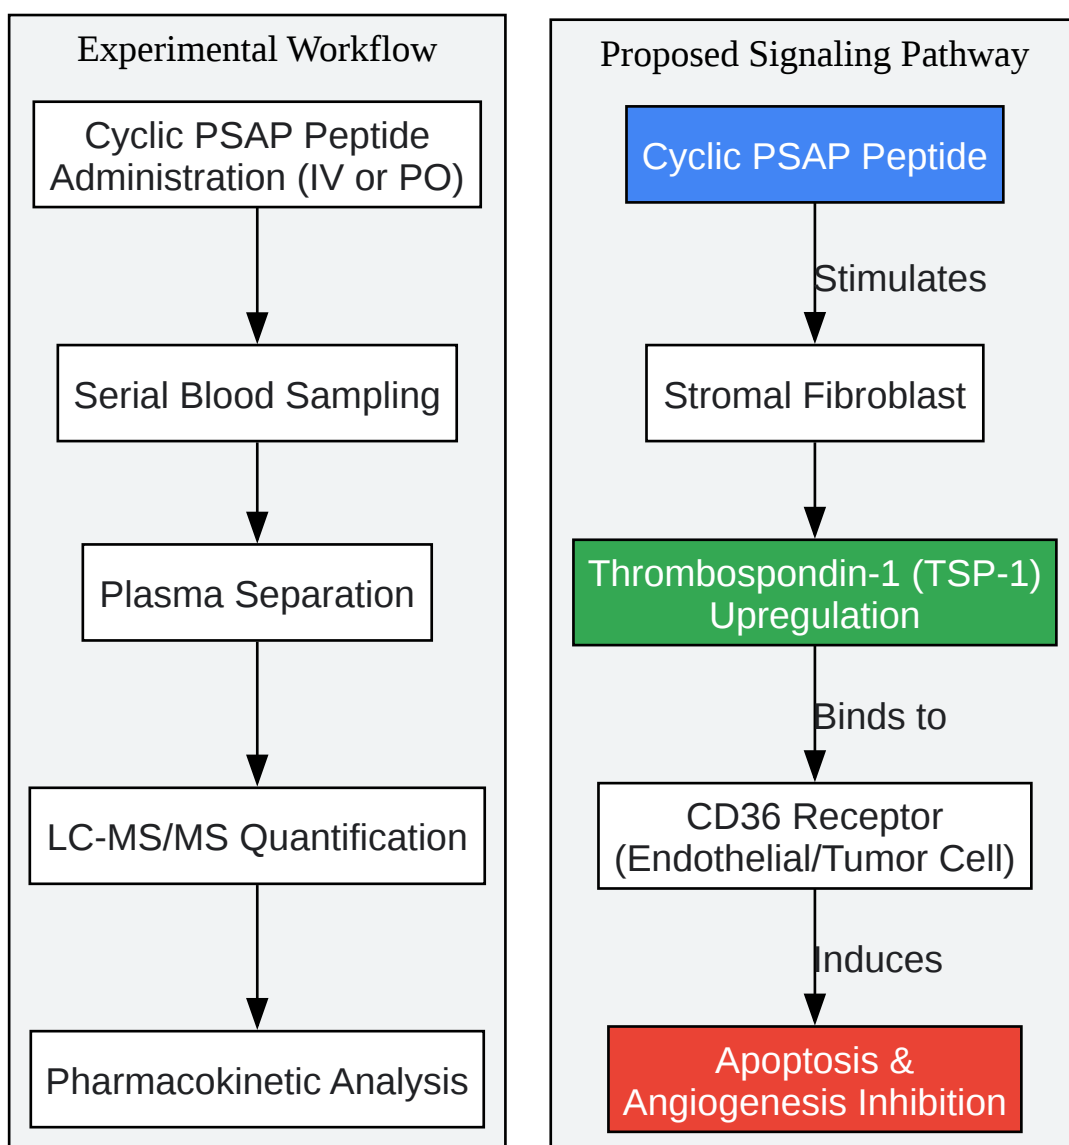 Experimental Workflow
Cyclic PSAP Peptide
Administration (IV or PO)
Serial Blood Sampling
Plasma Separation
LC-MS/MS Quantification
Pharmacokinetic Analysis
Proposed Signaling Pathway
Cyclic PSAP Peptide
Stimulates
Stromal Fibroblast
Thrombospondin-1 (TSP-1)
Upregulation
Binds to
CD36 Receptor
(Endothelial/Tumor Cell)
Induces
Apoptosis &
Angiogenesis Inhibition